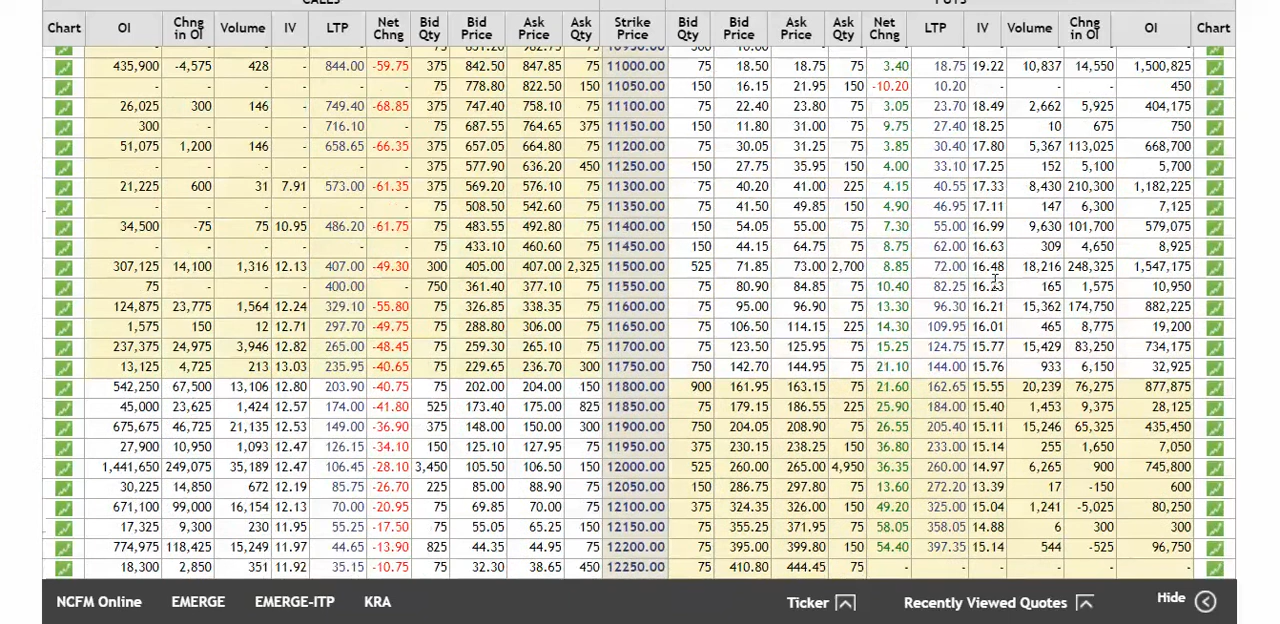 Chart OI Chng in OI Volume IV LTP Net Chng Bid Qty Bid Price Ask Price Ask Qty Strike Price Bid Qty Bid Price Ask Price Ask Qty Net Chng LTP IV Volume Chng in OI OI Chart
435,900 -4,575 428 - 844.00 -59.75 375 842.50 847.85 75 11000.00 75 18.50 18.75 75 3.40 18.75 19.22 10,837 14,550 1,500,825
- - - - - - 75 778.80 822.50 150 11050.00 150 16.15 21.95 150 -10.20 10.20 - - - 450
26,025 300 146 - 749.40 -68.85 375 747.40 758.10 75 11100.00 75 22.40 23.80 75 3.05 23.70 18.49 2,662 5,925 404,175
300 - - - 716.10 - 75 687.55 764.65 375 11150.00 150 11.80 31.00 75 9.75 27.40 18.25 10 675 750
51,075 1,200 146 - 658.65 -66.35 375 657.05 664.80 75 11200.00 75 30.05 31.25 75 3.85 30.40 17.80 5,367 113,025 668,700
- - - - - - 375 577.90 636.20 450 11250.00 150 27.75 35.95 150 4.00 33.10 17.25 152 5,100 5,700
21,225 600 31 7.91 573.00 -61.35 375 569.20 576.10 75 11300.00 75 40.20 41.00 225 4.15 40.55 17.33 8,430 210,300 1,182,225
- - - - - - 75 508.50 542.60 75 11350.00 75 41.50 49.85 150 4.90 46.95 17.11 147 6,300 7,125
34,500 -75 75 10.95 486.20 -61.75 75 483.55 492.80 75 11400.00 75 54.05 55.00 75 7.30 55.00 16.99 9,630 101,700 579,075
- - - - - - 75 433.10 460.60 75 11450.00 75 44.15 64.75 150 8.75 62.00 16.63 309 4,650 8,925
307,125 14,100 1,316 12.13 407.00 -49.30 300 405.00 407.00 2,325 11500.00 525 71.85 73.00 2,700 8.85 72.00 16.48 18,216 248,325 1,547,175
75 - - - 400.00 - 750 361.40 377.10 75 11550.00 75 80.90 84.85 75 10.40 82.25 16.23 165 1,575 10,950
124,875 23,775 1,564 12.24 329.10 -55.80 75 326.85 338.35 75 11600.00 75 95.00 96.90 75 13.30 96.30 16.21 15,362 174,750 882,225
1,575 150 12 12.71 297.70 -49.75 75 288.80 306.00 75 11650.00 75 106.50 114.15 225 14.30 109.95 16.01 465 8,775 19,200
237,375 24,975 3,946 12.82 265.00 -48.45 75 259.30 265.10 75 11700.00 75 123.50 125.95 75 15.25 124.75 15.77 15,429 83,250 734,175
13,125 4,725 213 13.03 235.95 -40.65 75 229.65 236.70 300 11750.00 750 142.70 144.95 75 21.10 144.00 15.76 933 6,150 32,925
542,250 67,500 13,106 12.80 203.90 -40.75 75 202.00 204.00 150 11800.00 900 161.95 163.15 75 21.60 162.65 15.55 20,239 76,275 877,875
45,000 23,625 1,424 12.57 174.00 -41.80 525 173.40 175.00 825 11850.00 75 179.15 186.55 225 25.90 184.00 15.40 1,453 9,375 28,125
675,675 46,725 21,135 12.53 149.00 -36.90 375 148.00 150.00 300 11900.00 750 204.05 208.90 75 26.55 205.40 15.11 15,246 65,325 435,450
27,900 10,950 1,093 12.47 126.15 -34.10 150 125.10 127.95 75 11950.00 375 230.15 238.25 150 36.80 233.00 15.14 255 1,650 7,050
1,441,650 249,075 35,189 12.47 106.45 -28.10 3,450 105.50 106.50 150 12000.00 525 260.00 265.00 4,950 36.35 260.00 14.97 6,265 900 745,800
30,225 14,850 672 12.19 85.75 -26.70 225 85.00 88.90 75 12050.00 150 286.75 297.80 75 13.60 272.20 13.39 17 -150 600
671,100 99,000 16,154 12.13 70.00 -20.95 75 69.85 70.00 75 12100.00 375 324.35 326.00 150 49.20 325.00 15.04 1,241 -5,025 80,250
17,325 9,300 230 11.95 55.25 -17.50 75 55.05 65.25 150 12150.00 75 355.25 371.95 75 58.05 358.05 14.88 6 300 300
774,975 118,425 15,249 11.97 44.65 -13.90 825 44.35 44.95 75 12200.00 75 395.00 399.80 150 54.40 397.35 15.14 544 -525 96,750
18,300 2,850 351 11.92 35.15 -10.75 75 32.30 38.65 450 12250.00 75 410.80 444.45 75 - - - - - -
NCFM Online EMERGE EMERGE-ITP KRA Ticker Recently Viewed Quotes Hide